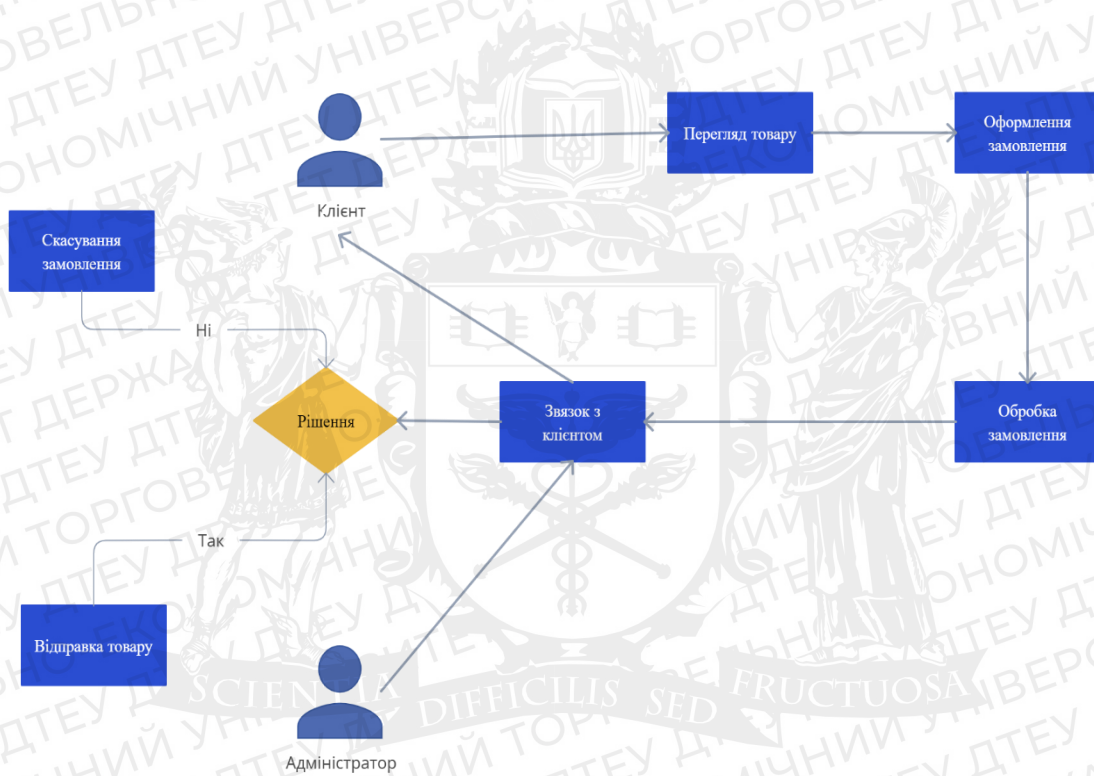 Клієнт
Перегляд товару
Оформлення
замовлення
Скасування
замовлення
Ні
Рішення
Звязок з
клієнтом
Обробка
замовлення
Так
Відправка товару
Адміністратор
SCIENTIA DIFFICILIS SED FRUCTUOSA